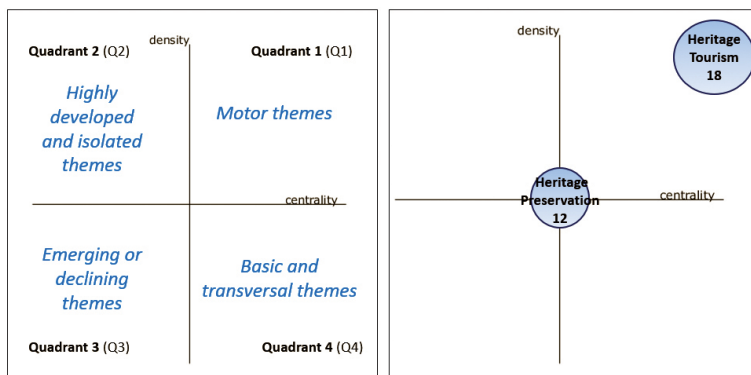 density
Quadrant 2 (Q2)
Quadrant 1 (Q1)
Highly
developed
and isolated
themes
Motor themes
centrality
Emerging or
declining
themes
Basic and
transversal themes
Quadrant 3 (Q3)
Quadrant 4 (Q4)
density
Heritage
Tourism
18
Heritage
Preservation
12
centrality